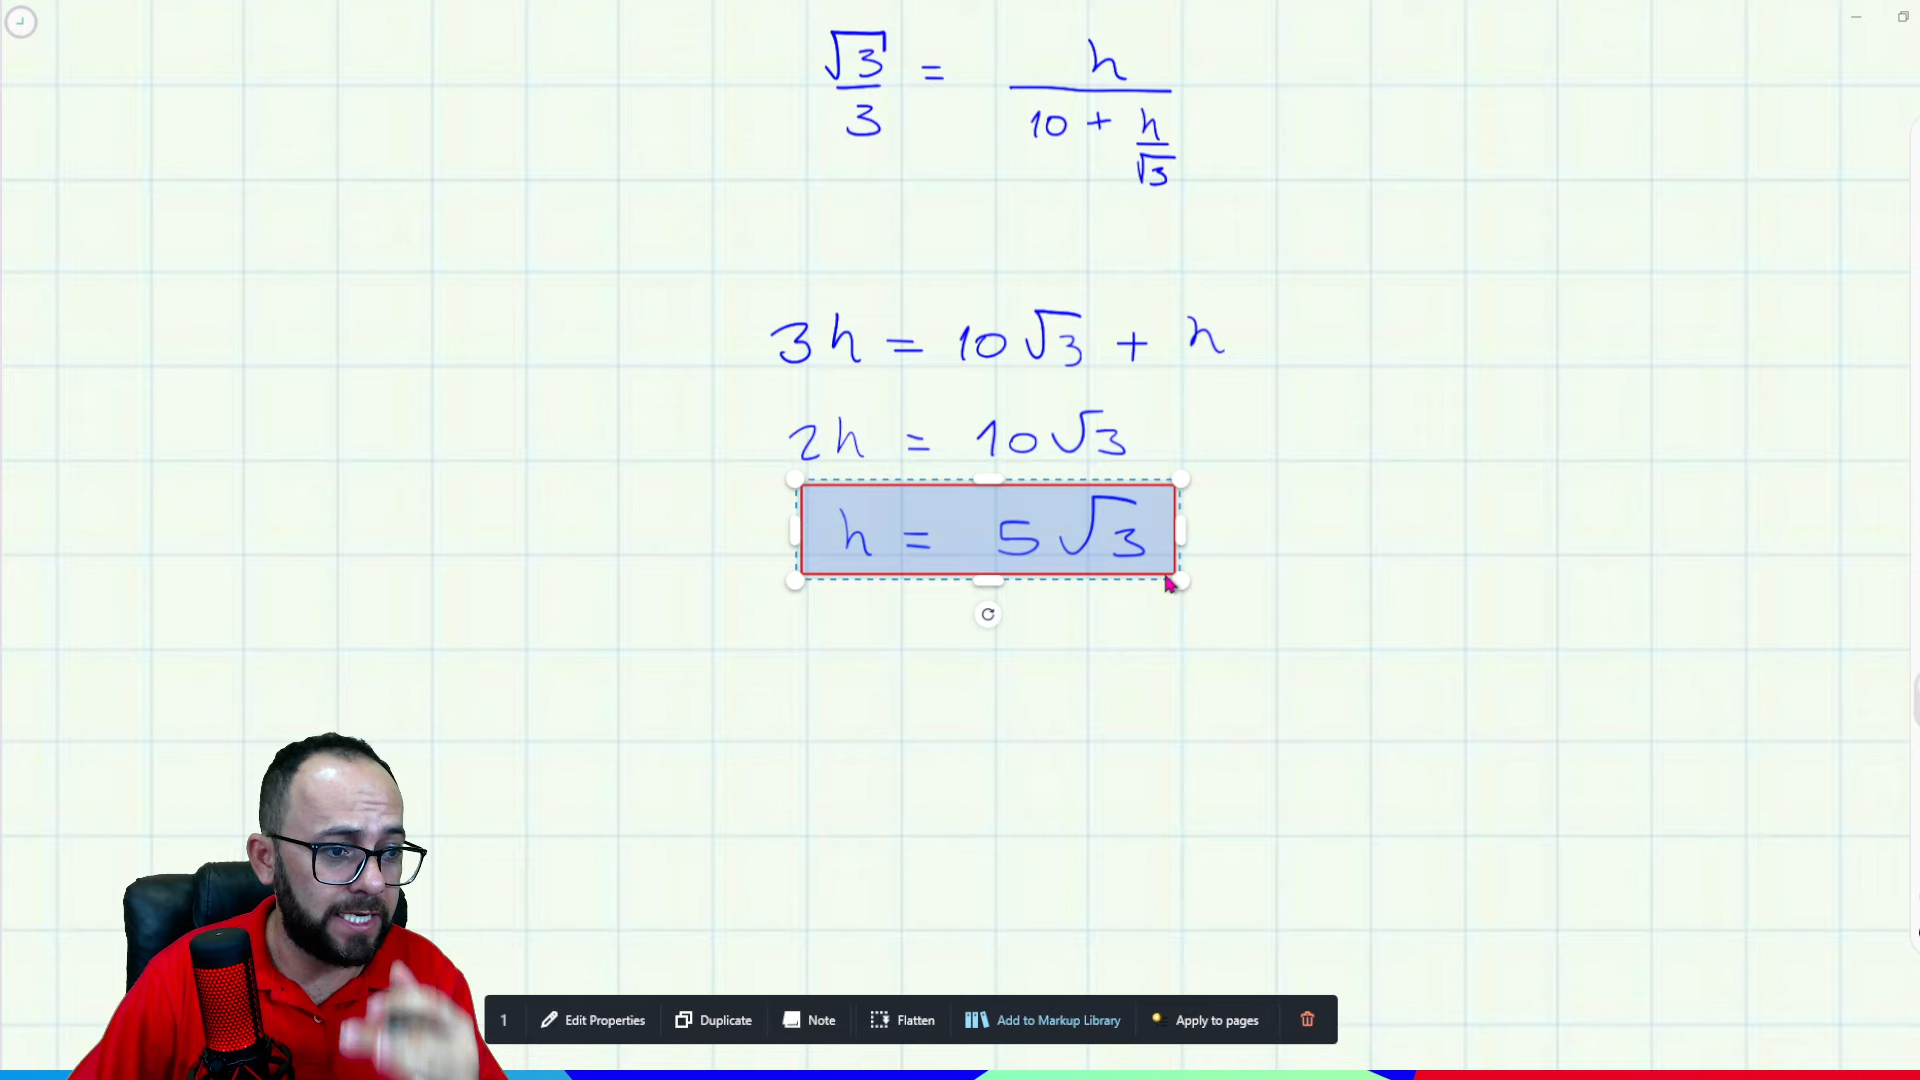 √3/3 = h/(10 + h/√3)
3h = 10√3 + h
2h = 10√3
h = 5√3
1 Edit Properties Duplicate Note Flatten Add to Markup Library Apply to pages